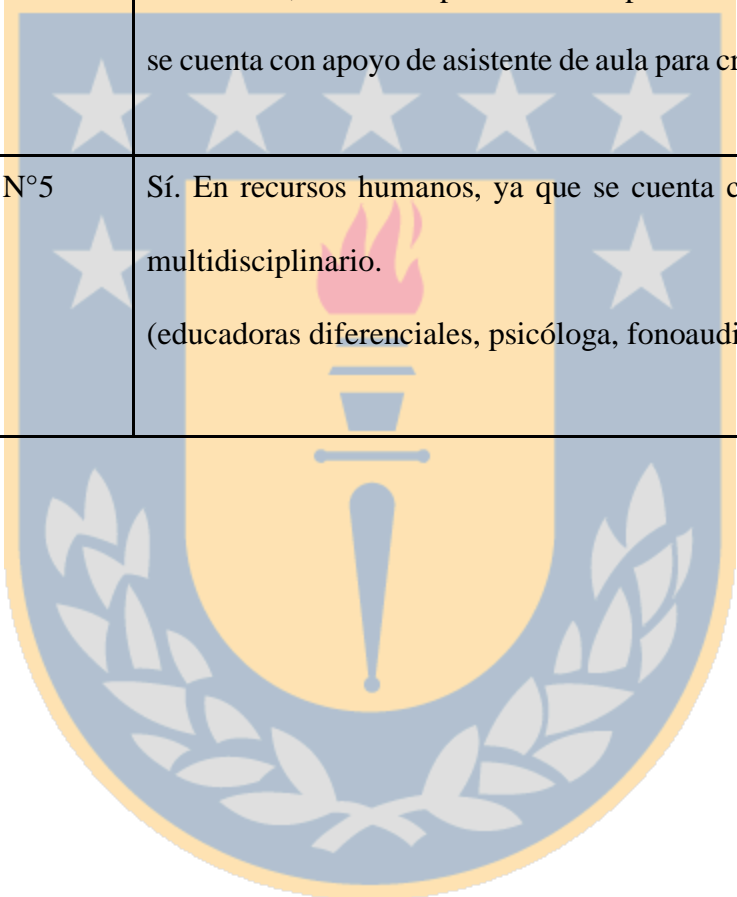 se cuenta con apoyo de asistente de aula para
N°5
Sí. En recursos humanos, ya que se cuenta
multidisciplinario.
(educadoras diferenciales, psicóloga,